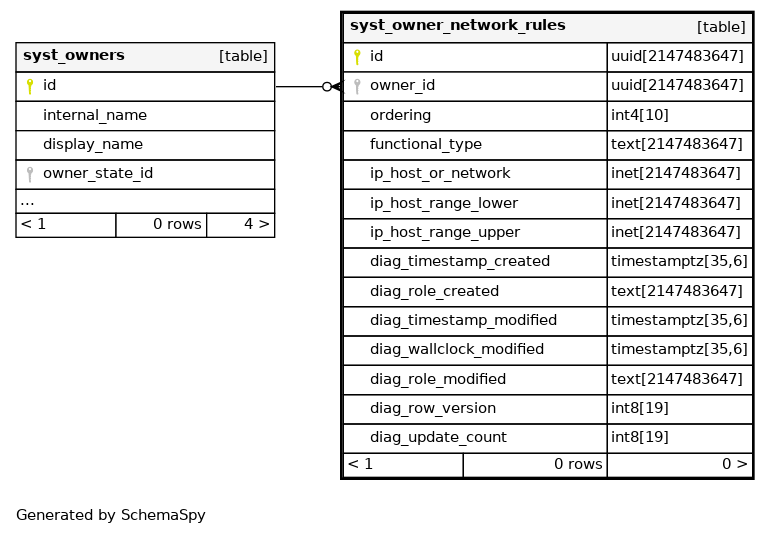 syst_owners [table]
id
internal_name
display_name
owner_state_id
...
< 1 0 rows 4 >
syst_owner_network_rules [table]
id uuid[2147483647]
owner_id uuid[2147483647]
ordering int4[10]
functional_type text[2147483647]
ip_host_or_network inet[2147483647]
ip_host_range_lower inet[2147483647]
ip_host_range_upper inet[2147483647]
diag_timestamp_created timestamptz[35,6]
diag_role_created text[2147483647]
diag_timestamp_modified timestamptz[35,6]
diag_wallclock_modified timestamptz[35,6]
diag_role_modified text[2147483647]
diag_row_version int8[19]
diag_update_count int8[19]
< 1 0 rows 0 >
Generated by SchemaSpy